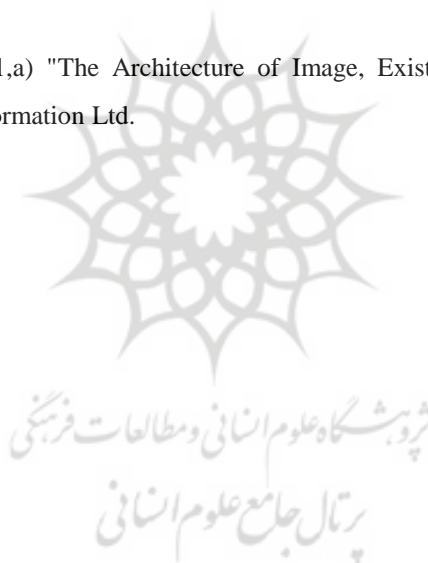 1,a) "The Architecture of Image, Exist
ormation Ltd.
پژوهشگاه علوم انسانی و مطالعات فرهنگی
پرتال جامع علوم انسانی